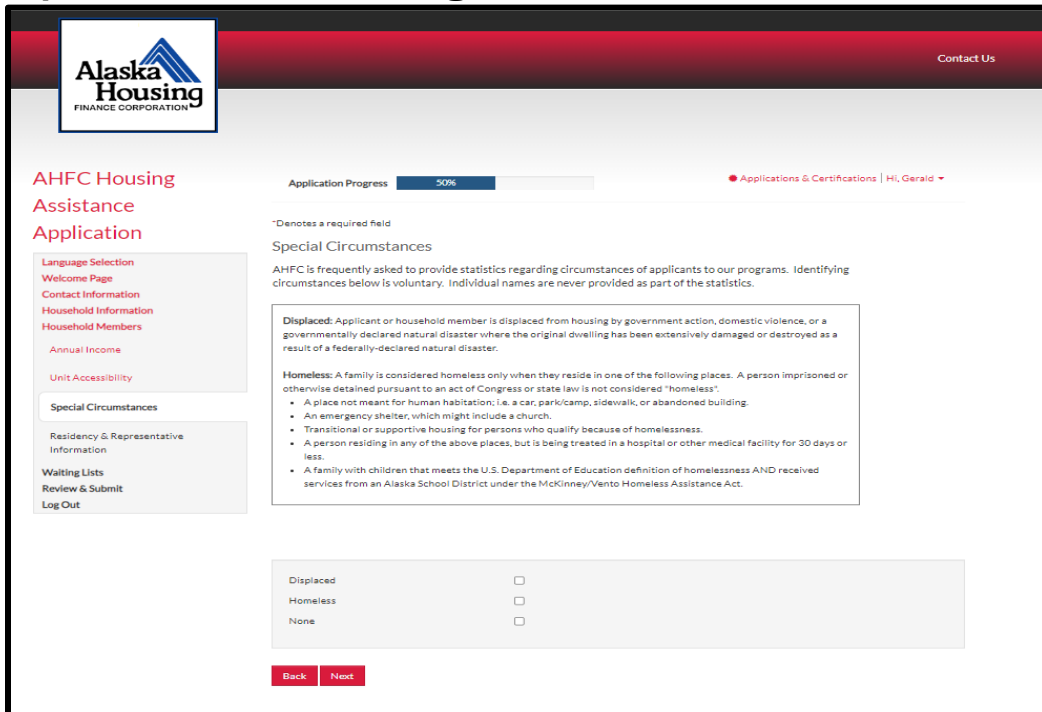 Alaska
Housing
FINANCE CORPORATION
Contact Us
AHFC Housing
Assistance
Application
Application Progress 50%
Applications & Certifications | Hi, Gerald
*Denotes a required field
Special Circumstances
AHFC is frequently asked to provide statistics regarding circumstances of applicants to our programs. Identifying
circumstances below is voluntary. Individual names are never provided as part of the statistics.
Language Selection
Welcome Page
Contact Information
Household Information
Household Members
Annual Income
Unit Accessibility
Special Circumstances
Residency & Representative
Information
Waiting Lists
Review & Submit
Log Out
Displaced: Applicant or household member is displaced from housing by government action, domestic violence, or a
governmentally declared natural disaster where the original dwelling has been extensively damaged or destroyed as a
result of a federally-declared natural disaster.
Homeless: A family is considered homeless only when they reside in one of the following places. A person imprisoned or
otherwise detained pursuant to an act of Congress or state law is not considered "homeless".
• A place not meant for human habitation; i.e. a car, park/camp, sidewalk, or abandoned building.
• An emergency shelter, which might include a church.
• Transitional or supportive housing for persons who qualify because of homelessness.
• A person residing in any of the above places, but is being treated in a hospital or other medical facility for 30 days or
less.
• A family with children that meets the U.S. Department of Education definition of homelessness AND received
services from an Alaska School District under the McKinney/Vento Homeless Assistance Act.
Displaced
Homeless
None
Back Next